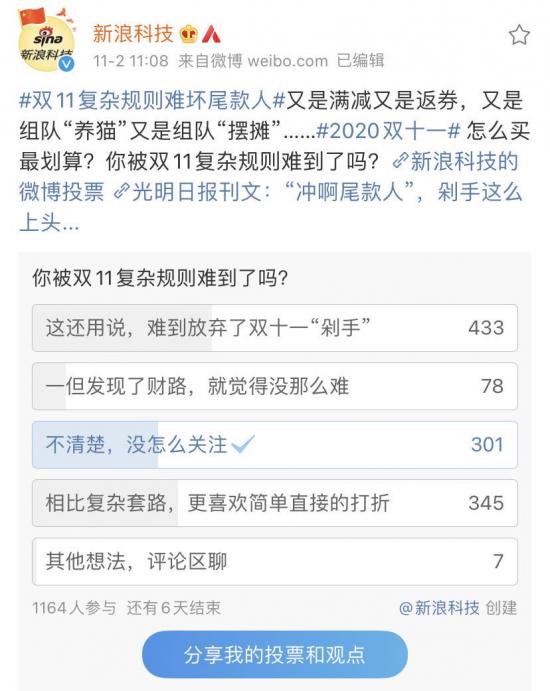 sina
新浪科技
新浪科技
11-2 11:08 来自微博 weibo.com 已编辑
#双11复杂规则难坏尾款人#又是满减又是返券，又是
组队“养猫”又是组队“摆摊”……#2020双十一# 怎么买
最划算？你被双11复杂规则难到了吗？新浪科技的
微博投票 光明日报刊文：“冲啊尾款人”，剁手这么
上头...
你被双11复杂规则难到了吗？
这还用说，难到放弃了双十一“剁手” 433
一但发现了财路，就觉得没那么难 78
不清楚，没怎么关注 301
相比复杂套路，更喜欢简单直接的打折 345
其他想法，评论区聊 7
1164人参与 还有6天结束 @新浪科技 创建
分享我的投票和观点